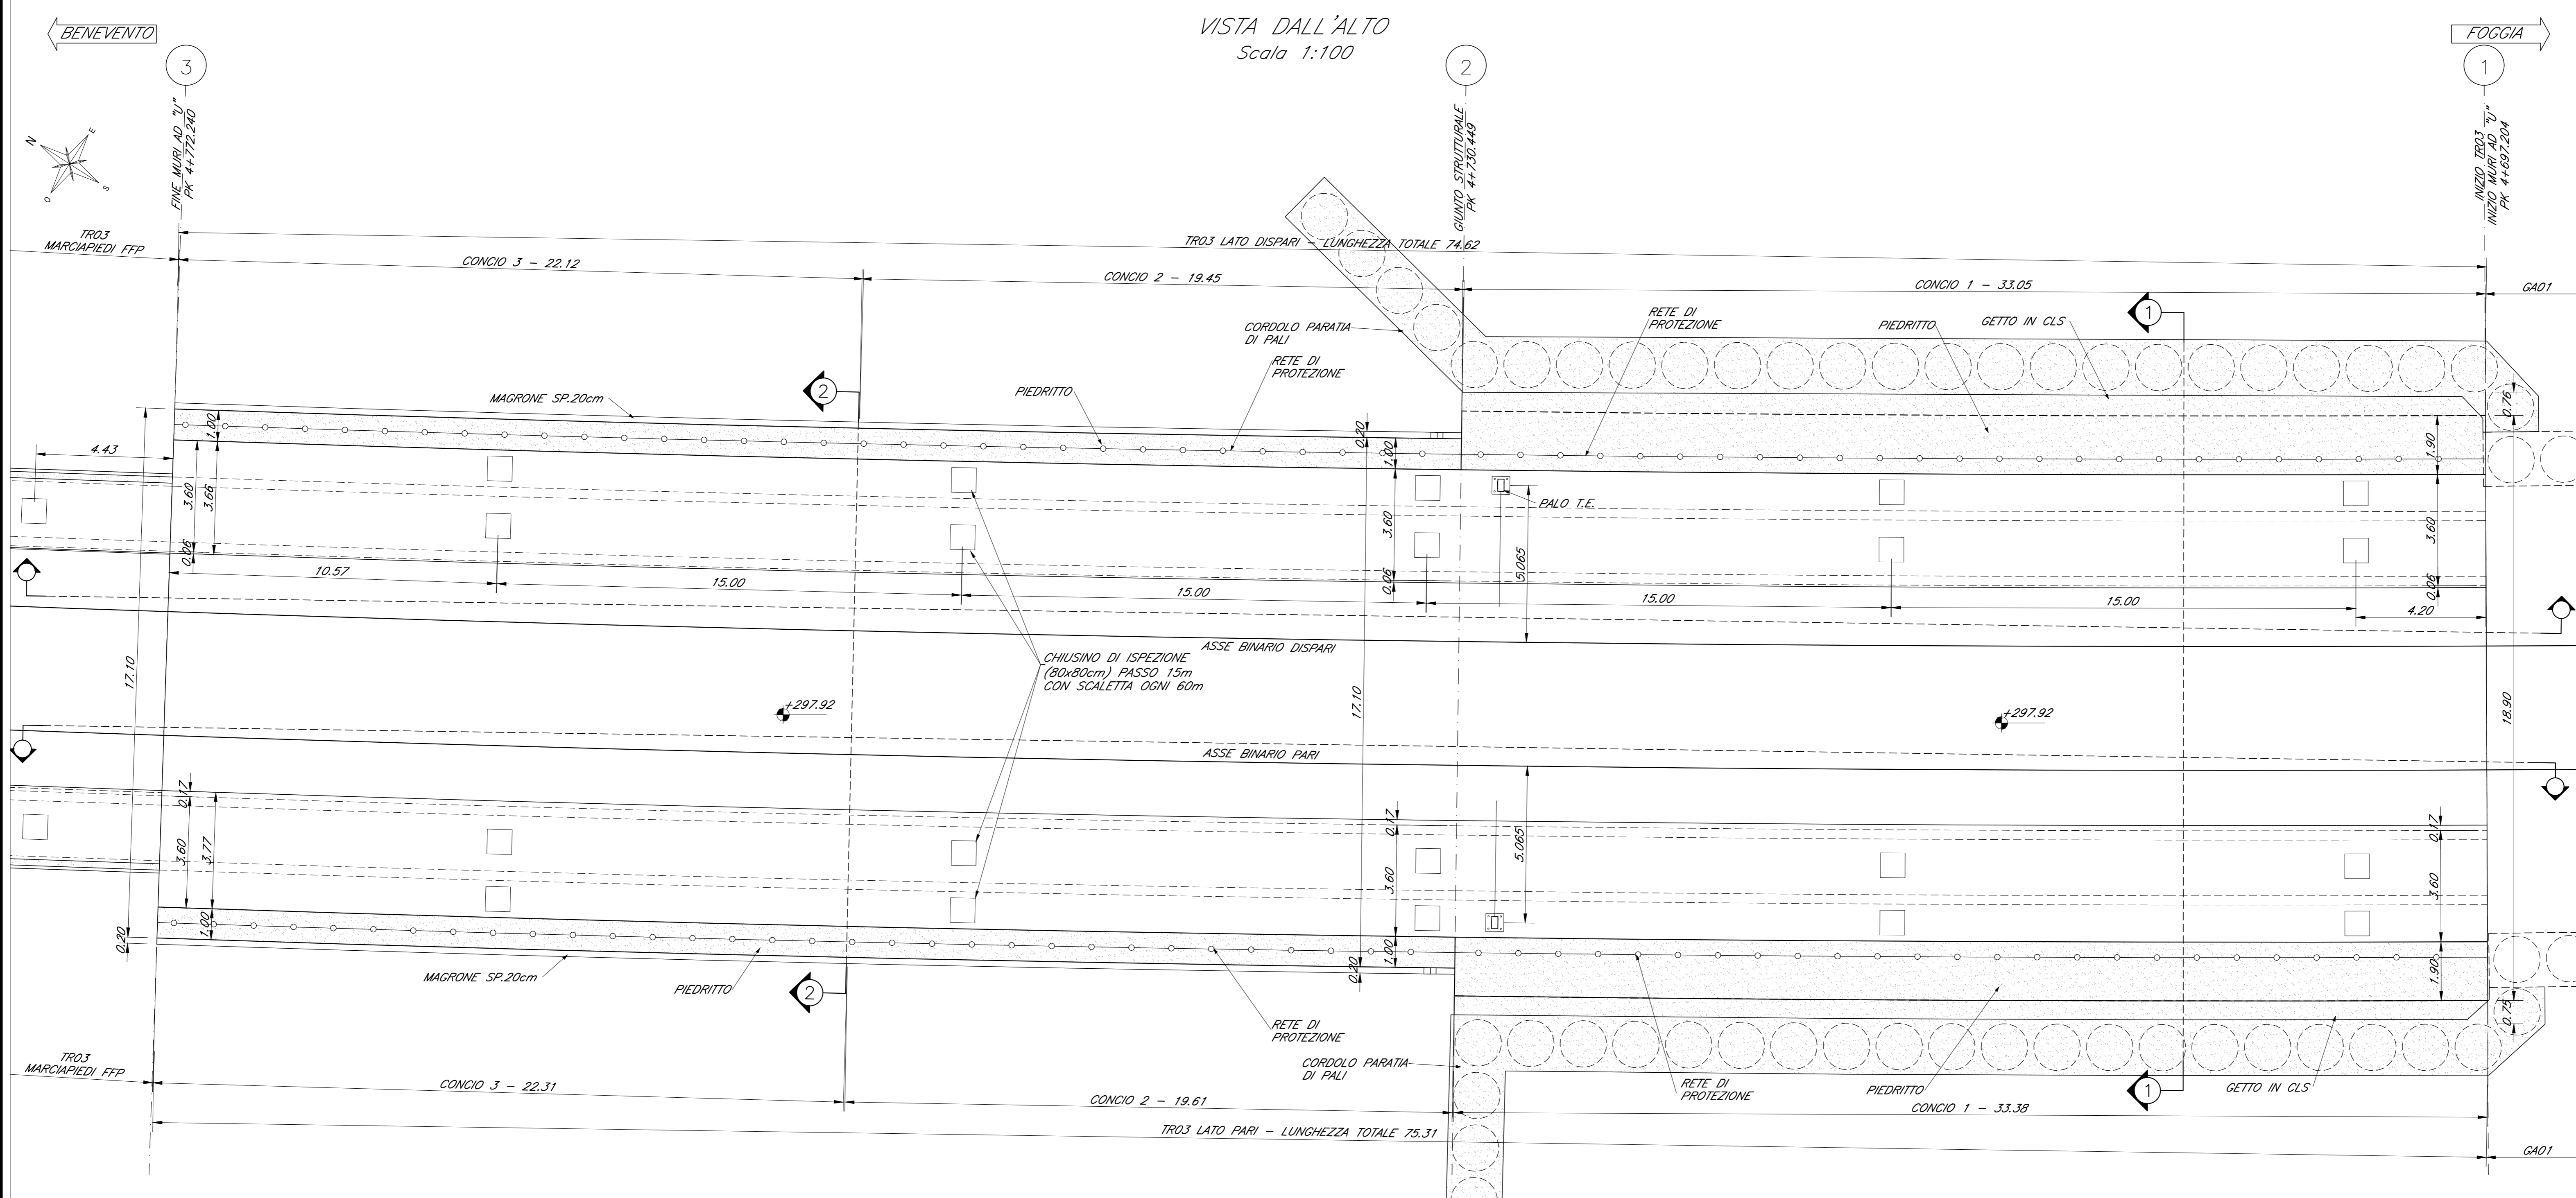 VISTA DALL'ALTO
Scala 1:100
BENEVENTO
FOGGIA
3
2
1
FINE MURI AD "U"
PK 4+772.240
GIUNTO STRUTTURALE
PK 4+730.449
INIZIO TR03
INIZIO MURI AD "U"
PK 4+697.204
N
E
S
O
TR03
MARCIAPIEDI FFP
TR03 LATO DISPARI - LUNGHEZZA TOTALE 74.62
CONCIO 3 - 22.12
CONCIO 2 - 19.45
CONCIO 1 - 33.05
GA01
CORDOLO PARATIA
DI PALI
RETE DI
PROTEZIONE
RETE DI
PROTEZIONE
PIEDRITTO
GETTO IN CLS
1
2
MAGRONE SP.20cm
PIEDRITTO
4.43
1.00
3.60
3.66
0.06
17.10
0.20
1.00
3.60
0.06
PALO T.E.
5.065
0.76
1.90
3.60
0.06
10.57
15.00
15.00
15.00
15.00
4.20
ASSE BINARIO DISPARI
CHIUSINO DI ISPEZIONE
(80x80cm) PASSO 15m
CON SCALETTA OGNI 60m
+297.92
+297.92
17.10
18.90
ASSE BINARIO PARI
0.17
3.60
3.77
1.00
0.20
0.17
3.60
1.00
0.20
5.065
0.17
3.60
1.90
0.75
MAGRONE SP.20cm
PIEDRITTO
2
RETE DI
PROTEZIONE
CORDOLO PARATIA
DI PALI
RETE DI
PROTEZIONE
PIEDRITTO
1
GETTO IN CLS
TR03
MARCIAPIEDI FFP
CONCIO 3 - 22.31
CONCIO 2 - 19.61
CONCIO 1 - 33.38
TR03 LATO PARI - LUNGHEZZA TOTALE 75.31
GA01